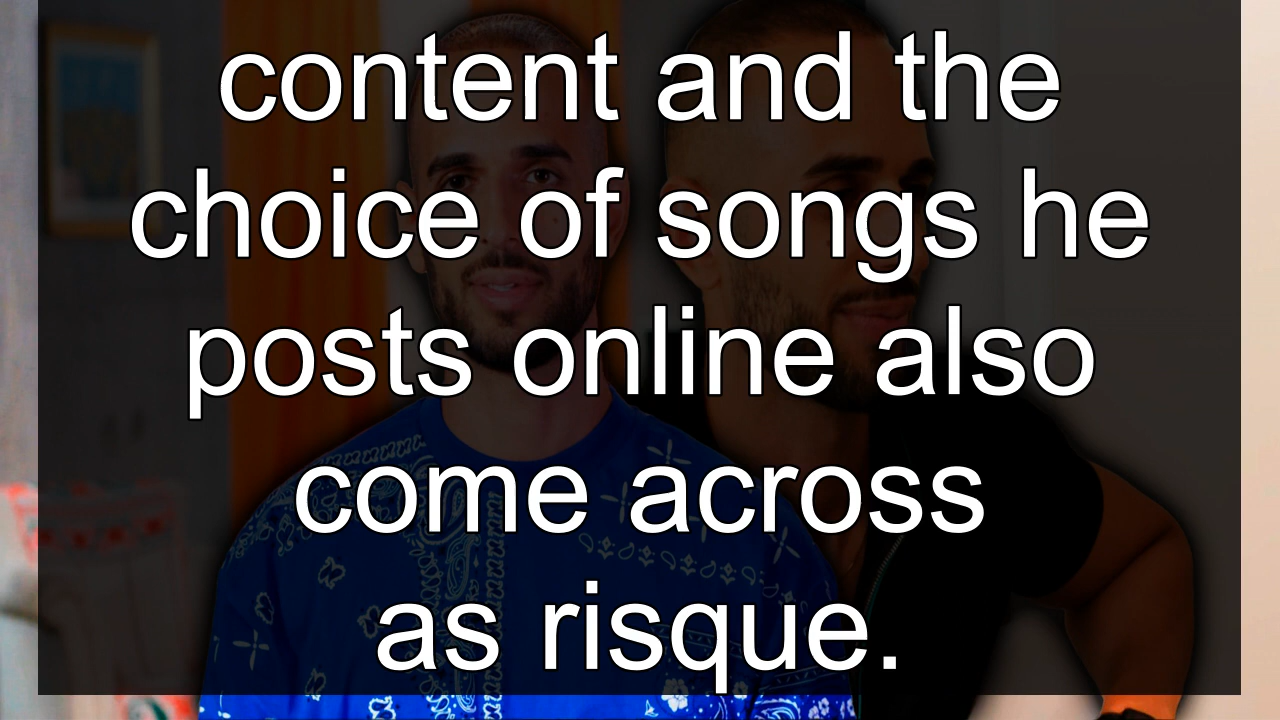 content and the
choice of songs he
posts online also
come across
as risque.